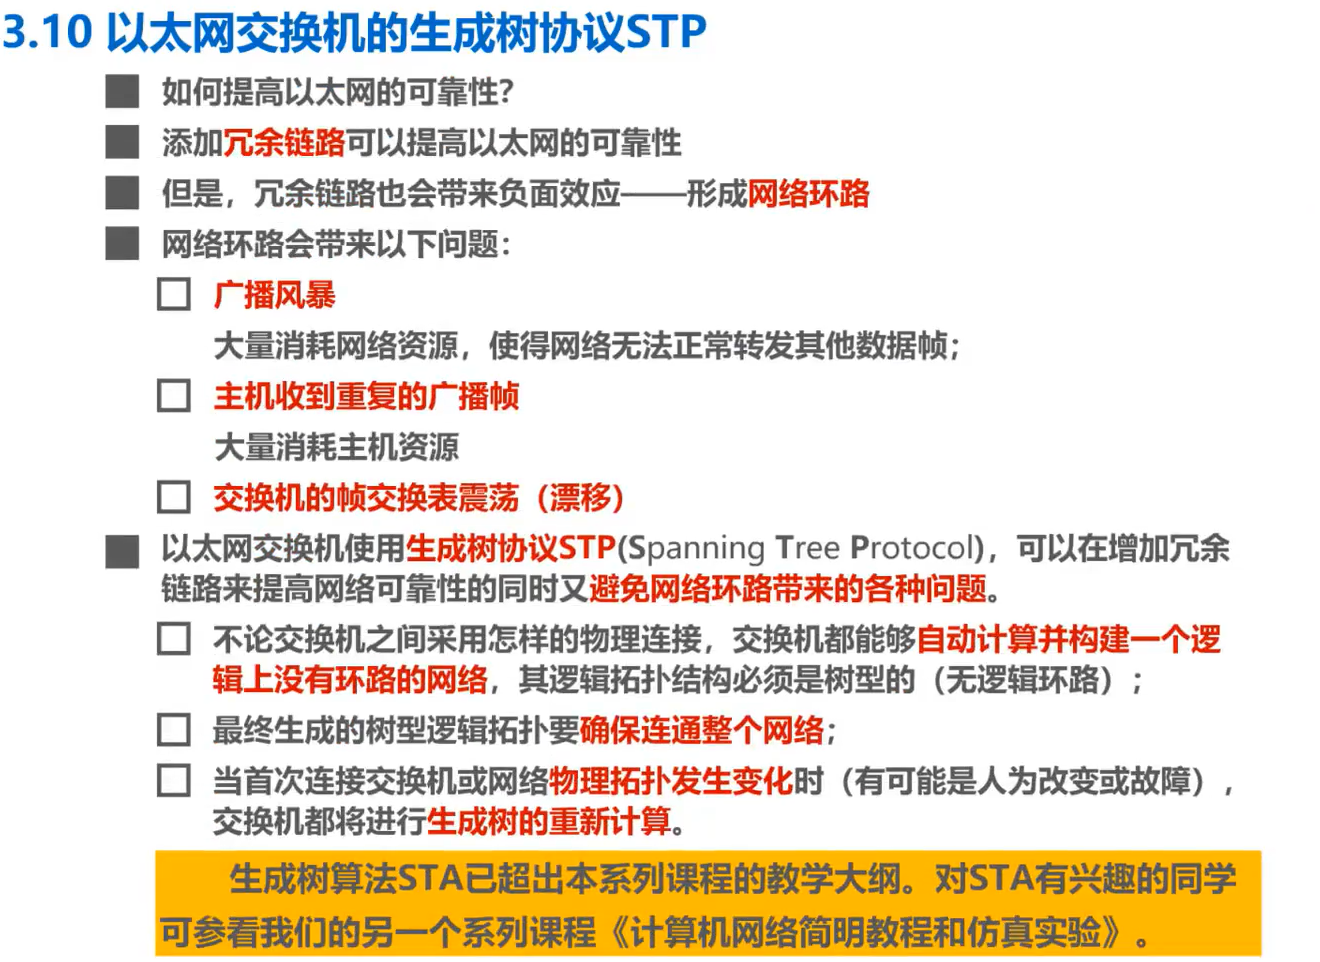 3.10 以太网交换机的生成树协议STP
如何提高以太网的可靠性?
添加冗余链路可以提高以太网的可靠性
但是，冗余链路也会带来负面效应——形成网络环路
网络环路会带来以下问题：
广播风暴
大量消耗网络资源，使得网络无法正常转发其他数据帧；
主机收到重复的广播帧
大量消耗主机资源
交换机的帧交换表震荡（漂移）
以太网交换机使用生成树协议STP(Spanning Tree Protocol)，可以在增加冗余
链路来提高网络可靠性的同时又避免网络环路带来的各种问题。
不论交换机之间采用怎样的物理连接，交换机都能够自动计算并构建一个逻
辑上没有环路的网络，其逻辑拓扑结构必须是树型的（无逻辑环路）；
最终生成的树型逻辑拓扑要确保连通整个网络；
当首次连接交换机或网络物理拓扑发生变化时（有可能是人为改变或故障），
交换机都将进行生成树的重新计算。
生成树算法STA已超出本系列课程的教学大纲。对STA有兴趣的同学
可参看我们的另一个系列课程《计算机网络简明教程和仿真实验》。